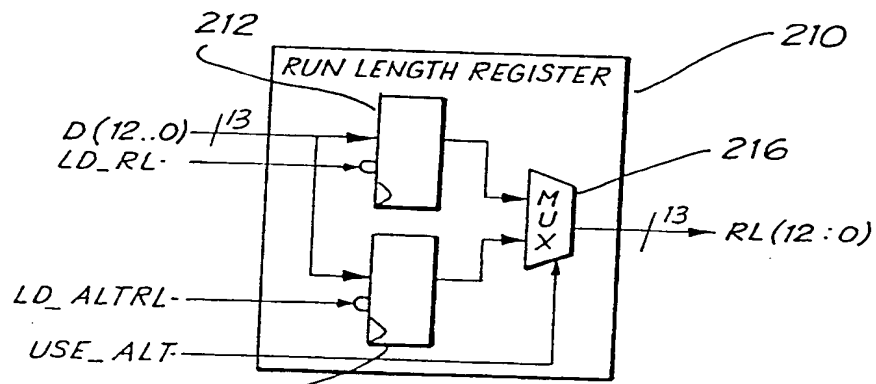 212
210
RUN LENGTH REGISTER
D(12..0)
13
LD_RL-
216
MUX
13
RL(12:0)
LD_ALTRL-
USE_ALT-